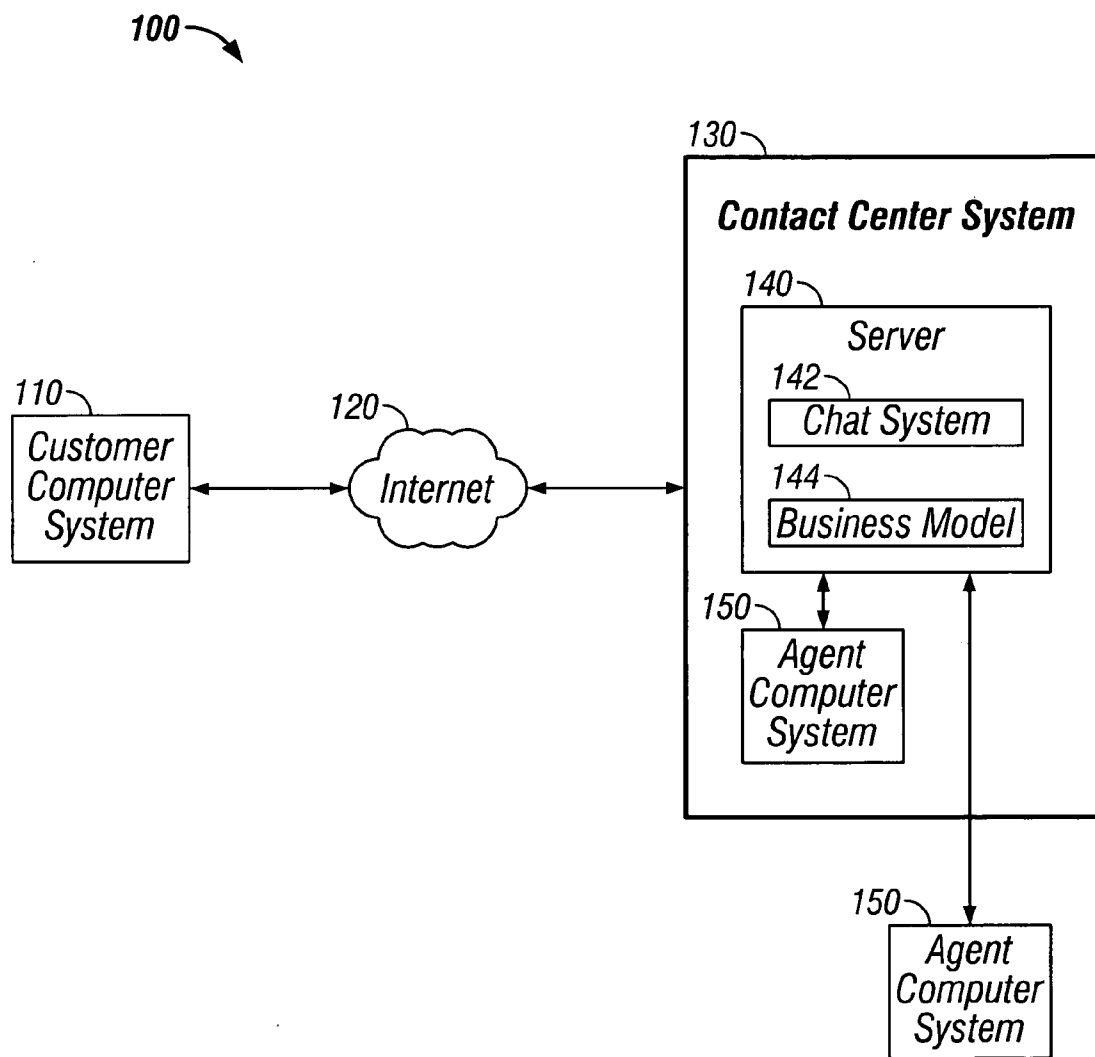 100
130
Contact Center System
140
Server
142
Chat System
144
Business Model
110
Customer
Computer
System
120
Internet
150
Agent
Computer
System
150
Agent
Computer
System